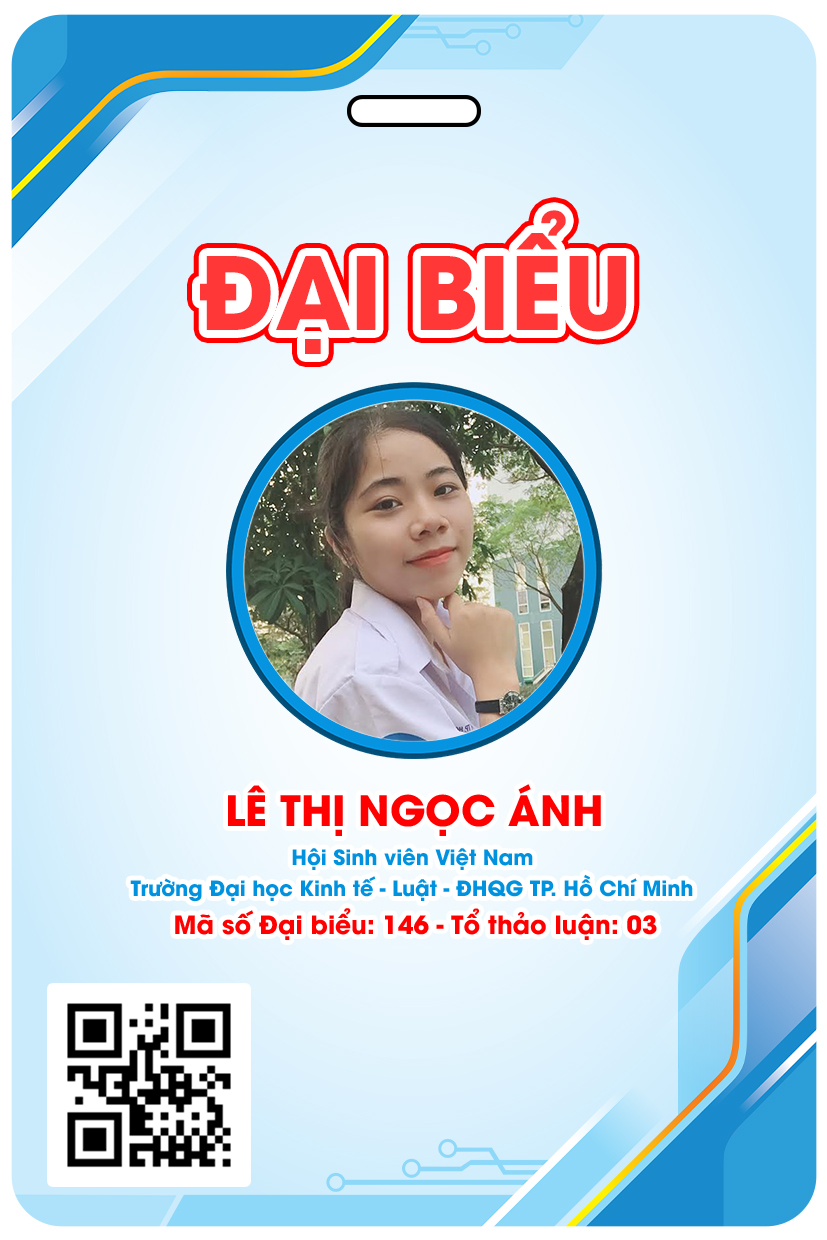 ĐẠI BIỂU
LÊ THỊ NGỌC ÁNH
Hội Sinh viên Việt Nam
Trường Đại học Kinh tế - Luật - ĐHQG TP. Hồ Chí Minh
Mã số Đại biểu: 146 - Tổ thảo luận: 03